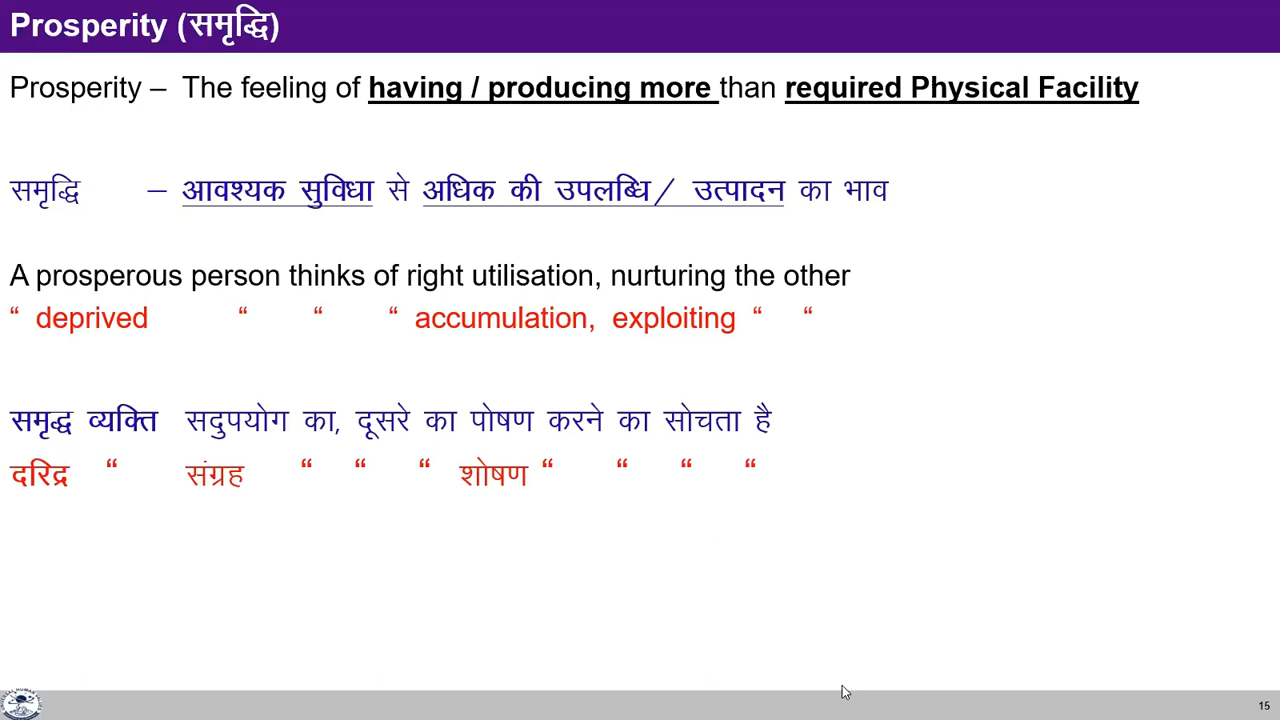 Prosperity (समृद्धि)
Prosperity – The feeling of having / producing more than required Physical Facility
समृद्धि – आवश्यक सुविधा से अधिक की उपलब्धि/ उत्पादन का भाव
A prosperous person thinks of right utilisation, nurturing the other
“ deprived “ “ “ accumulation, exploiting “ “
समृद्ध व्यक्ति सदुपयोग का, दूसरे का पोषण करने का सोचता है
दरिद्र “ संग्रह “ “ “ शोषण “ “ “ “
15